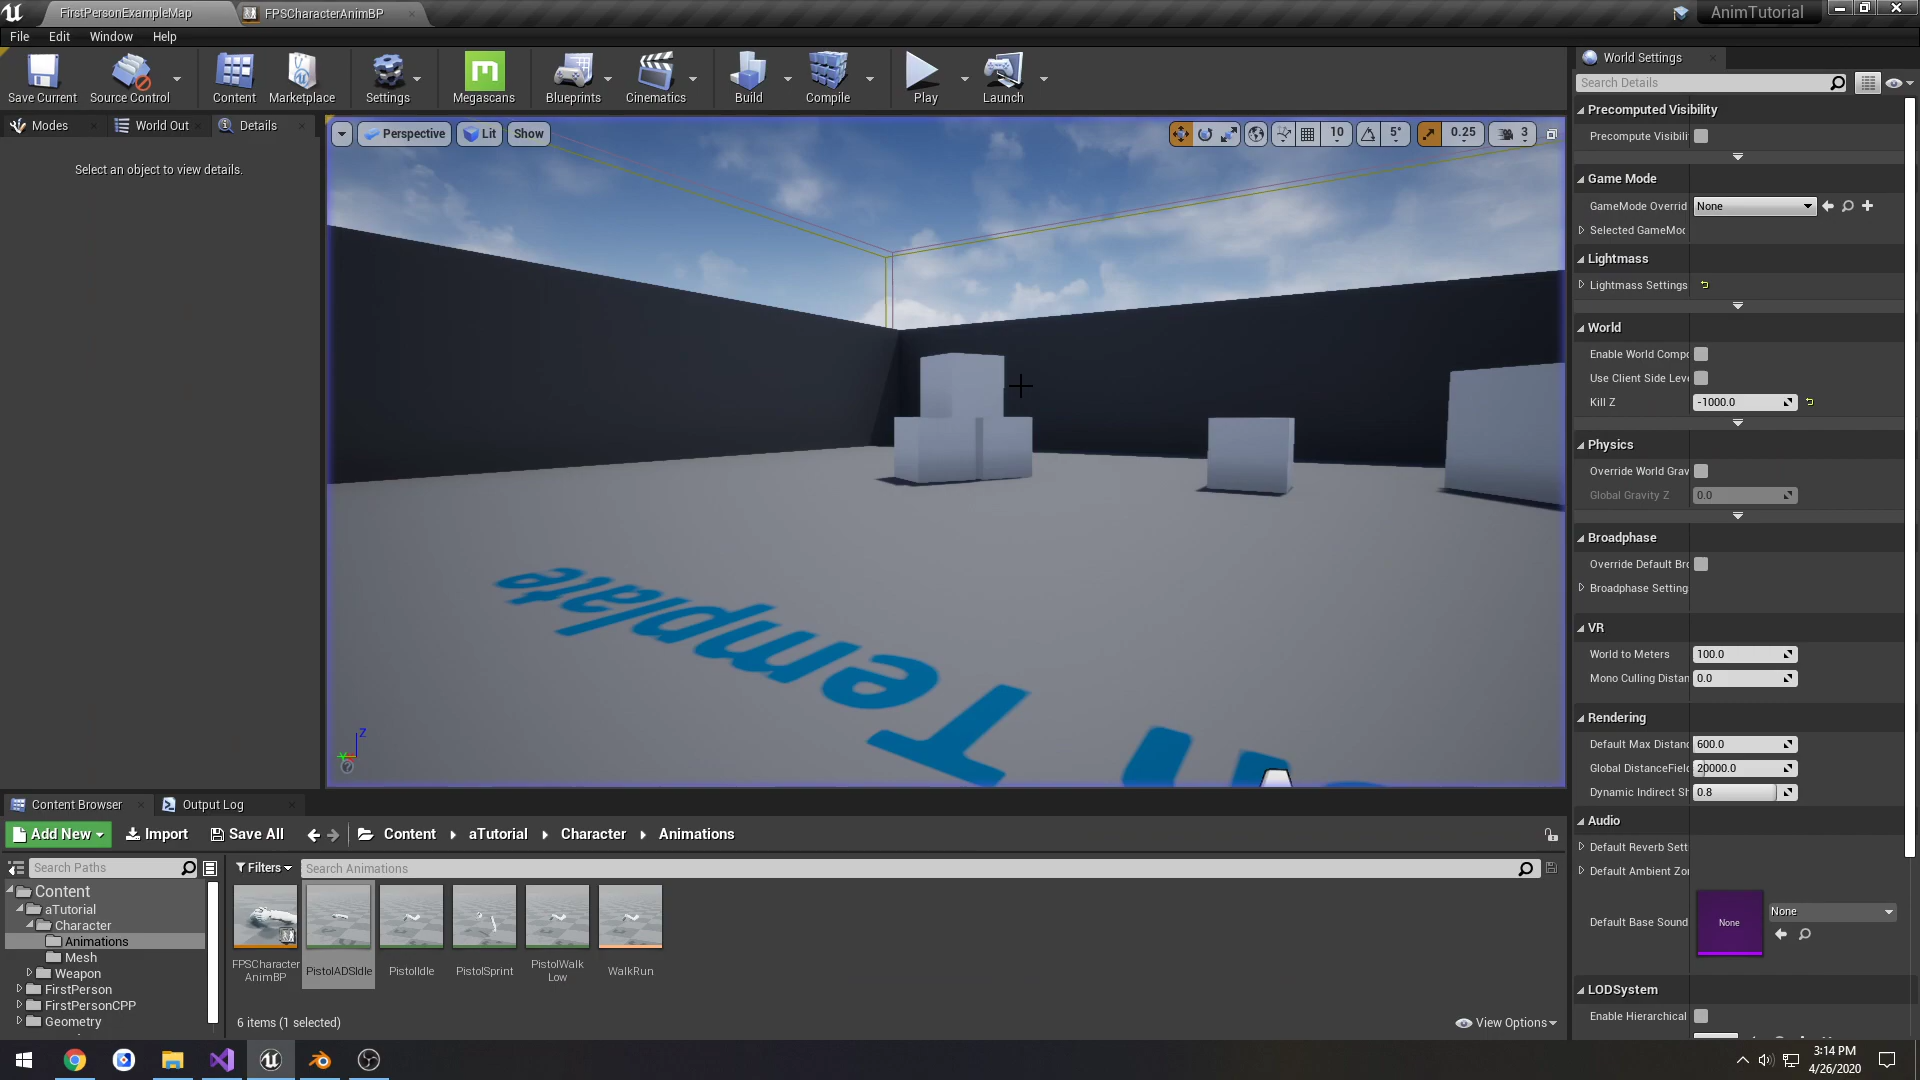 FirstPersonExampleMap
FPSCharacterAnimBP
AnimTutorial
File Edit Window Help
Save Current
Source Control
Content
Marketplace
Settings
Megascans
Blueprints
Cinematics
Build
Compile
Play
Launch
Modes
World Out
Details
Select an object to view details.
Perspective
Lit
Show
10
5°
0.25
3
Template
Z
World Settings
Search Details
Precomputed Visibility
Precompute Visibili
Game Mode
GameMode Overrid
None
Selected GameMod
Lightmass
Lightmass Settings
World
Enable World Compo
Use Client Side Leve
Kill Z
-1000.0
Physics
Override World Grav
Global Gravity Z
0.0
Broadphase
Override Default Bro
Broadphase Setting
VR
World to Meters
100.0
Mono Culling Distan
0.0
Rendering
Default Max Distanc
600.0
Global DistanceField
20000.0
Dynamic Indirect Sh
0.8
Audio
Default Reverb Sett
Default Ambient Zor
Default Base Sound
None
None
LODSystem
Enable Hierarchical
Content Browser
Output Log
Add New
Import
Save All
Content
aTutorial
Character
Animations
Search Paths
Filters
Search Animations
Content
aTutorial
Character
Animations
Mesh
Weapon
FirstPerson
FirstPersonCPP
Geometry
FPSCharacter
AnimBP
PistolADSIdle
PistolIdle
PistolSprint
PistolWalk
Low
WalkRun
6 items (1 selected)
View Options
3:14 PM
4/26/2020